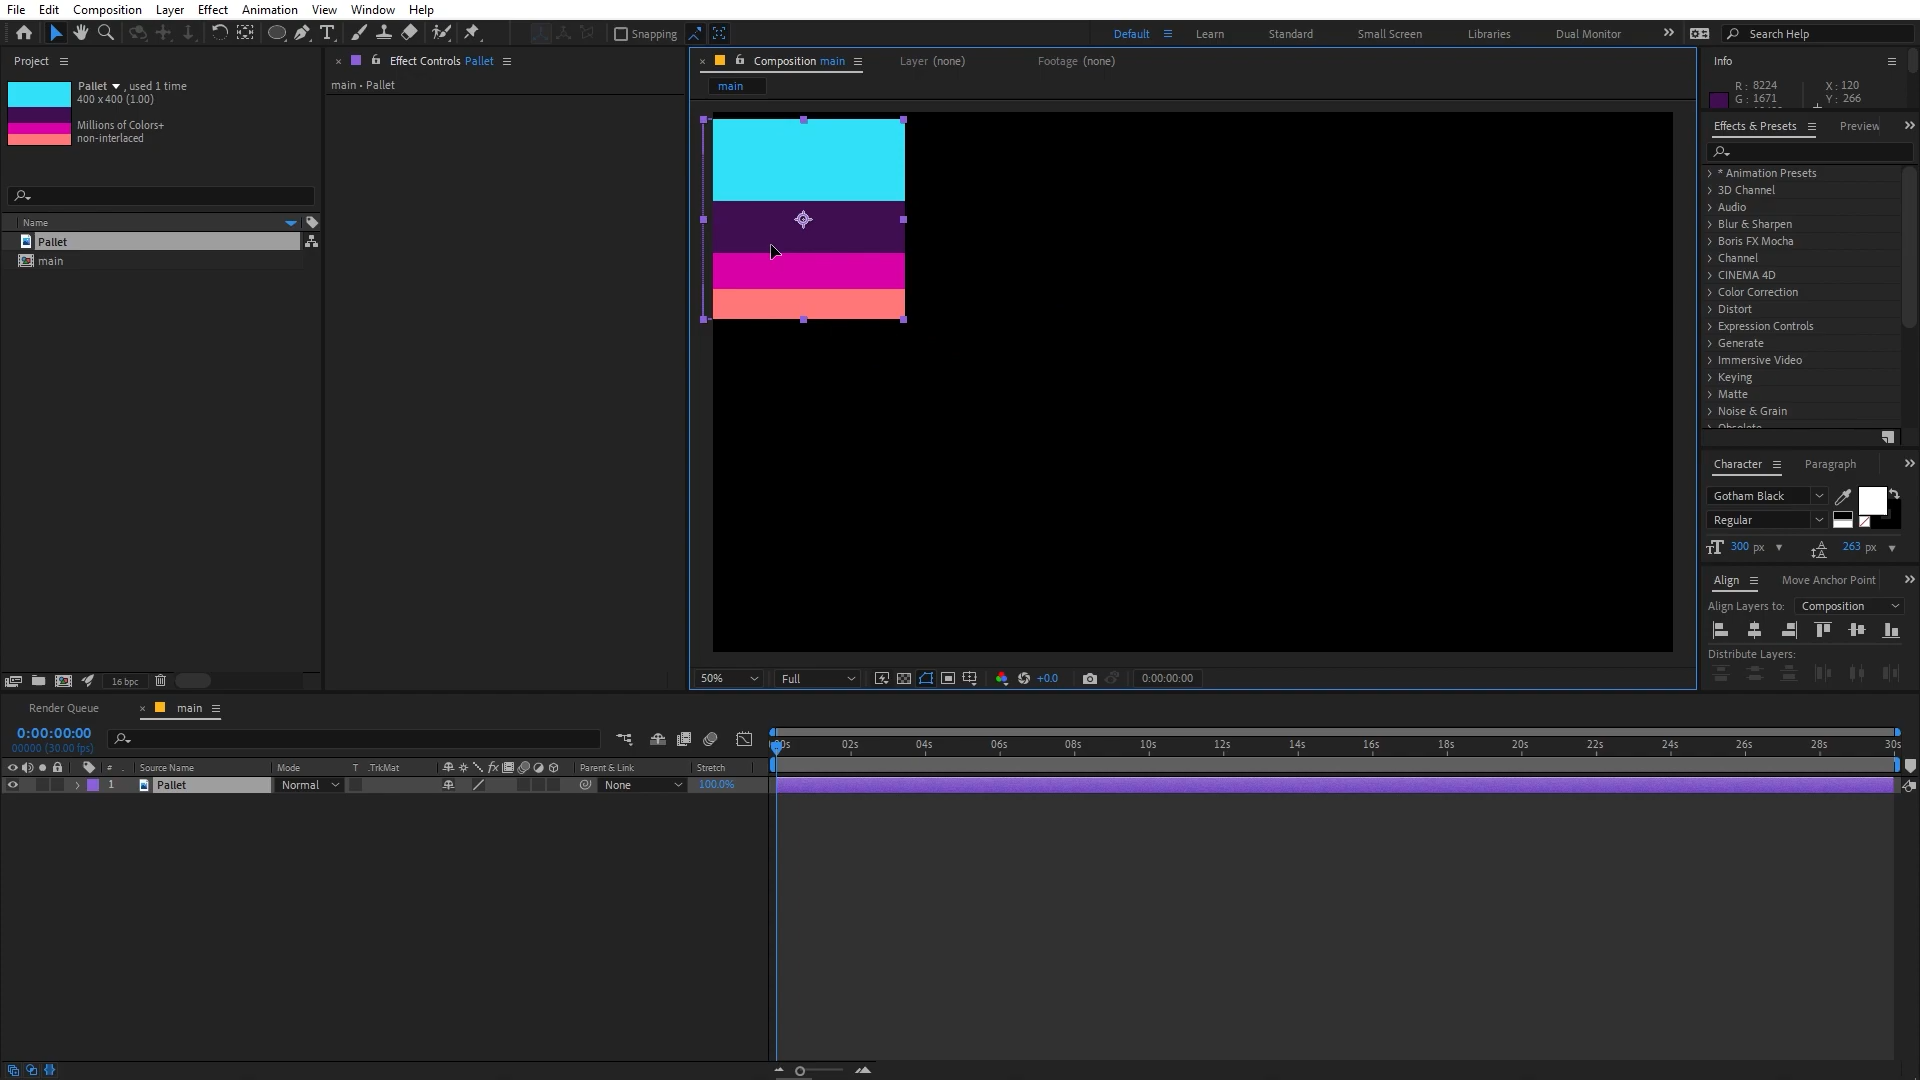 File Edit Composition Layer Effect Animation View Window Help
Snapping
Default Learn Standard Small Screen Libraries Dual Monitor Search Help
Project
Pallet , used 1 time
400 x 400 (1.00)
Millions of Colors+
non-interlaced
Name
Pallet
main
16 bpc
Effect Controls Pallet
main • Pallet
Composition main
Layer (none)
Footage (none)
main
50% Full +0.0 0:00:00:00
Info
R : 8224 X : 120
G : 1671 Y : 266
Effects & Presets Preview
* Animation Presets
3D Channel
Audio
Blur & Sharpen
Boris FX Mocha
Channel
CINEMA 4D
Color Correction
Distort
Expression Controls
Generate
Immersive Video
Keying
Matte
Noise & Grain
Obsolete
Character Paragraph
Gotham Black
Regular
300 px 263 px
Align Move Anchor Point
Align Layers to: Composition
Distribute Layers:
Render Queue main
0:00:00:00
00000 (30.00 fps)
02s 04s 06s 08s 10s 12s 14s 16s 18s 20s 22s 24s 26s 28s 30s
# Source Name Mode T .TrkMat fx Parent & Link Stretch
1 Pallet Normal None 100.0%